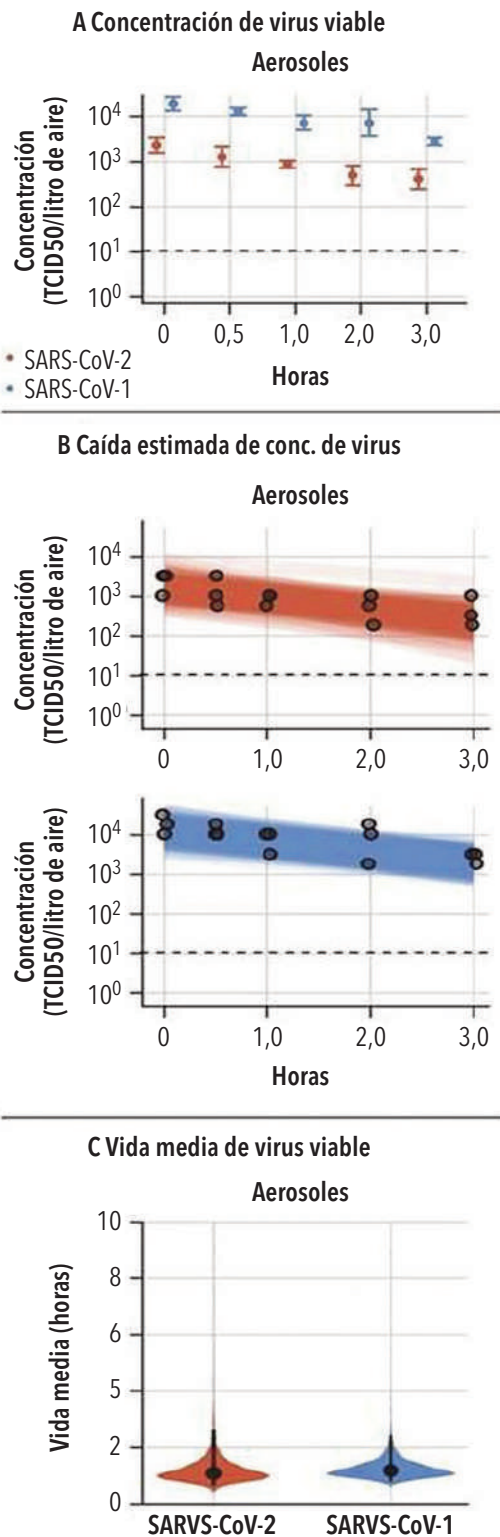 A Concentración de virus viable
Aerosoles
Concentración
(TCID50/litro de aire)
10⁴
10³
10²
10¹
10⁰
0 0,5 1,0 2,0 3,0
Horas
SARS-CoV-2
SARS-CoV-1
B Caída estimada de conc. de virus
Aerosoles
Concentración
(TCID50/litro de aire)
10⁴
10³
10²
10¹
10⁰
0 1,0 2,0 3,0
Concentración
(TCID50/litro de aire)
10⁴
10³
10²
10¹
10⁰
0 1,0 2,0 3,0
Horas
C Vida media de virus viable
Aerosoles
Vida media (horas)
10
8
6
5
2
0
SARVS-CoV-2 SARVS-CoV-1